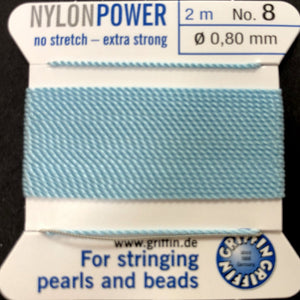 NYLONPOWER 2 m No. 8
no stretch – extra strong Ø 0,80 mm
www.griffin.de
For stringing
pearls and beads
GRIFFIN
GRIFFIN